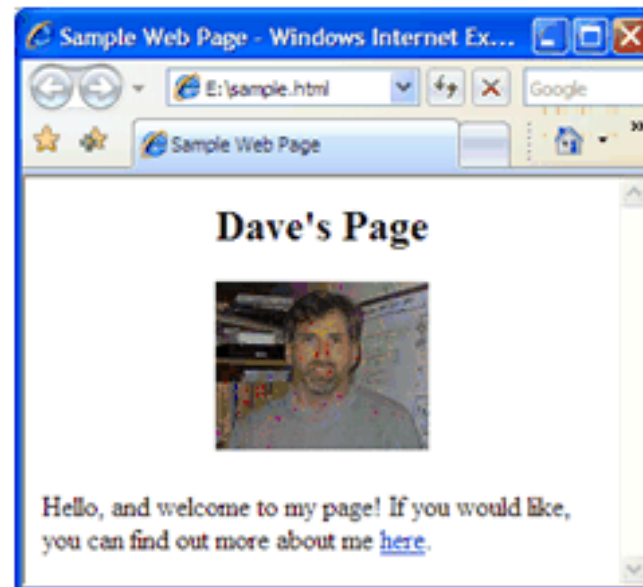 Sample Web Page - Windows Internet Ex...
E:\sample.html
Google
Sample Web Page
Dave's Page
Hello, and welcome to my page! If you would like,
you can find out more about me here.